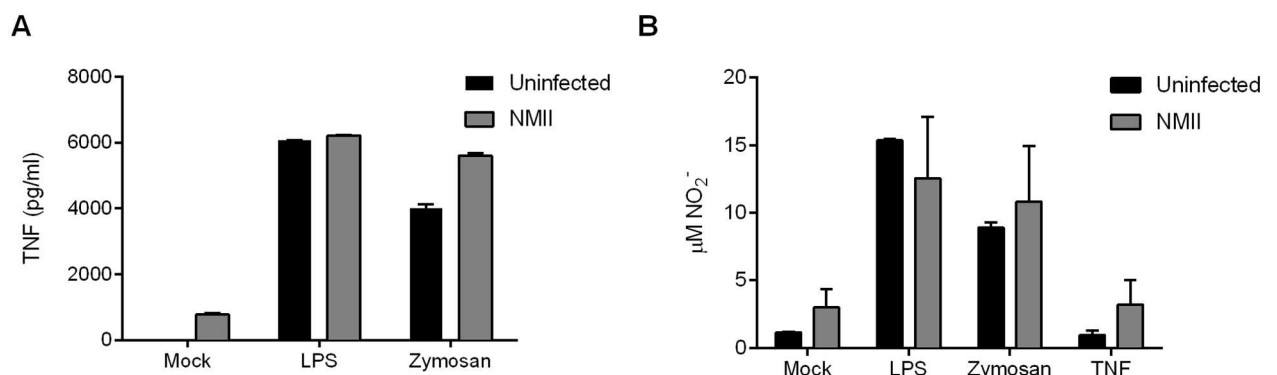 A
TNF (pg/ml)
8000
6000
4000
2000
0
Uninfected
NMII
Mock LPS Zymosan
B
μM NO₂⁻
20
15
10
5
0
Uninfected
NMII
Mock LPS Zymosan TNF